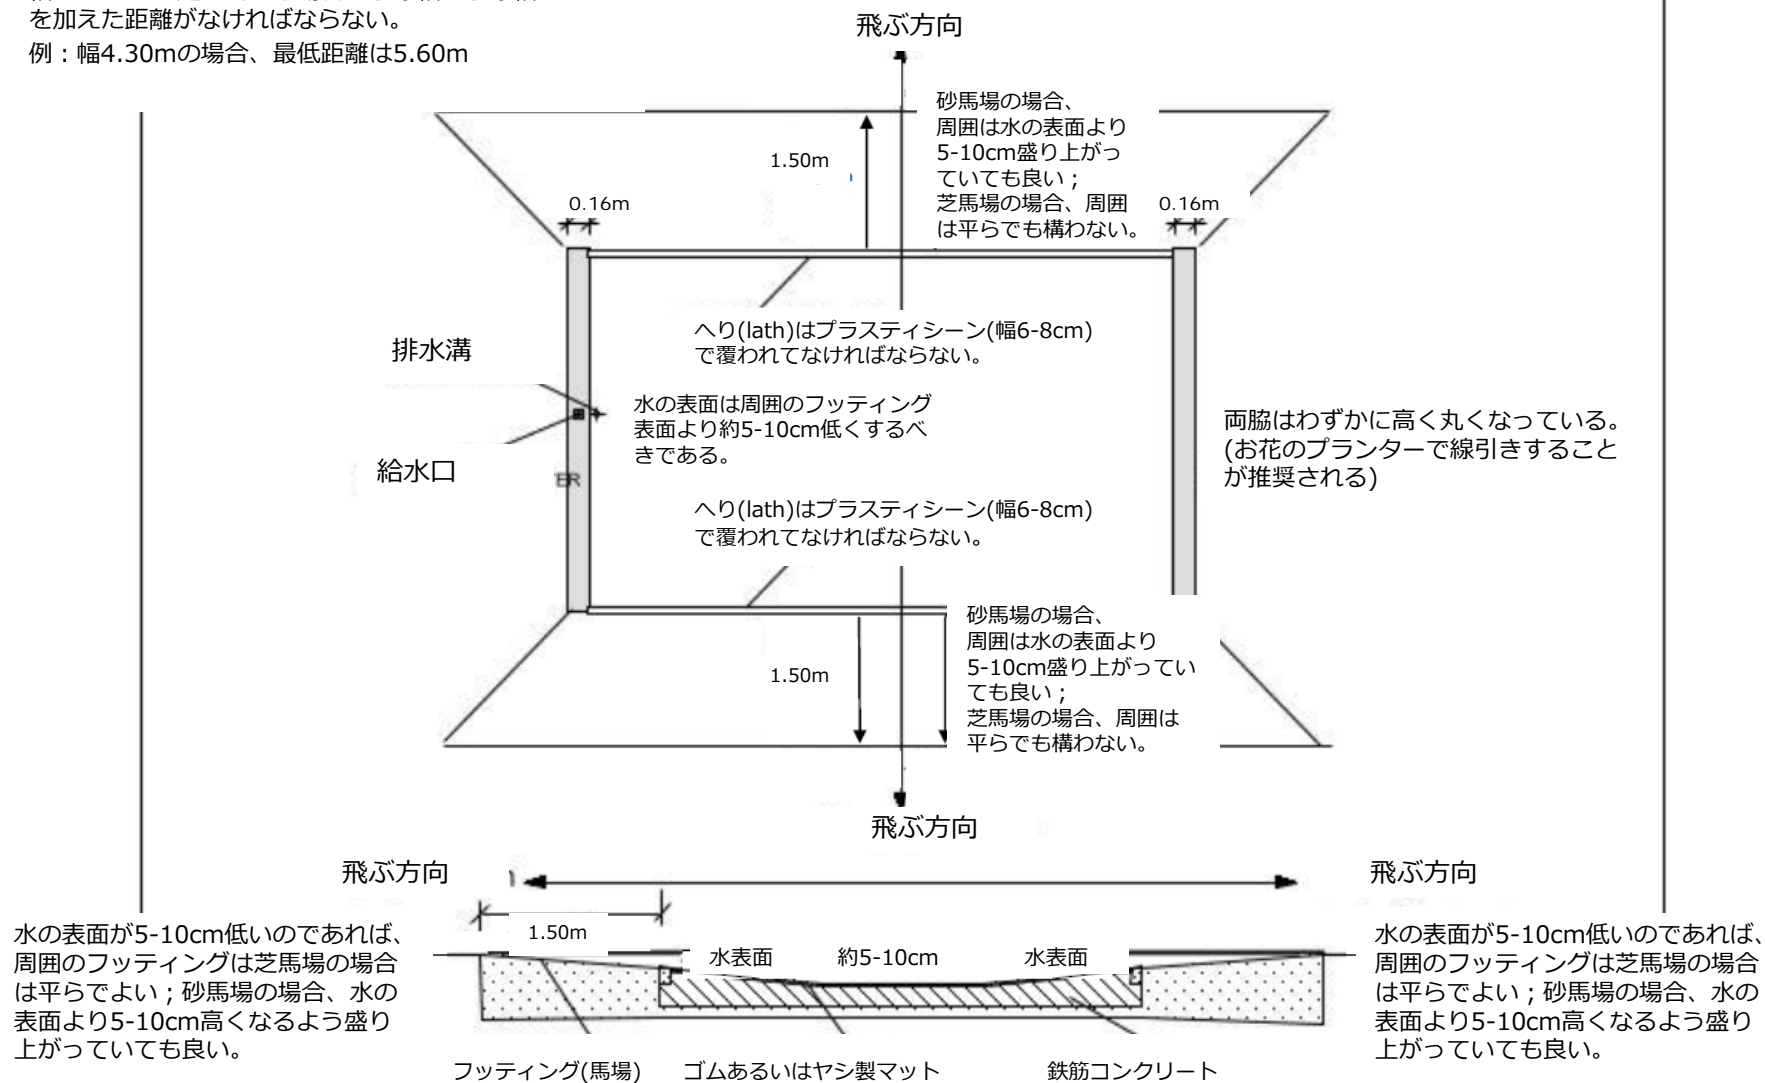 を加えた距離がなければならない。
例：幅4.30mの場合、最低距離は5.60m
飛ぶ方向
砂馬場の場合、
周囲は水の表面より
5-10cm盛り上がっ
ていても良い；
芝馬場の場合、周囲
は平らでも構わない。
1.50m
0.16m
0.16m
へり(lath)はプラスティシーン(幅6-8cm)
で覆われてなければならない。
排水溝
水の表面は周囲のフッティング
表面より約5-10cm低くするべ
きである。
給水口
ER
両脇はわずかに高く丸くなっている。
(お花のプランターで線引きすること
が推奨される)
へり(lath)はプラスティシーン(幅6-8cm)
で覆われてなければならない。
砂馬場の場合、
周囲は水の表面より
5-10cm盛り上がってい
ても良い；
芝馬場の場合、周囲は
平らでも構わない。
1.50m
飛ぶ方向
飛ぶ方向
飛ぶ方向
水の表面が5-10cm低いのであれば、
周囲のフッティングは芝馬場の場合
は平らでよい；砂馬場の場合、水の
表面より5-10cm高くなるよう盛り
上がっていても良い。
1.50m
水表面
約5-10cm
水表面
水の表面が5-10cm低いのであれば、
周囲のフッティングは芝馬場の場合
は平らでよい；砂馬場の場合、水の
表面より5-10cm高くなるよう盛り
上がっていても良い。
フッティング(馬場)
ゴムあるいはヤシ製マット
鉄筋コンクリート